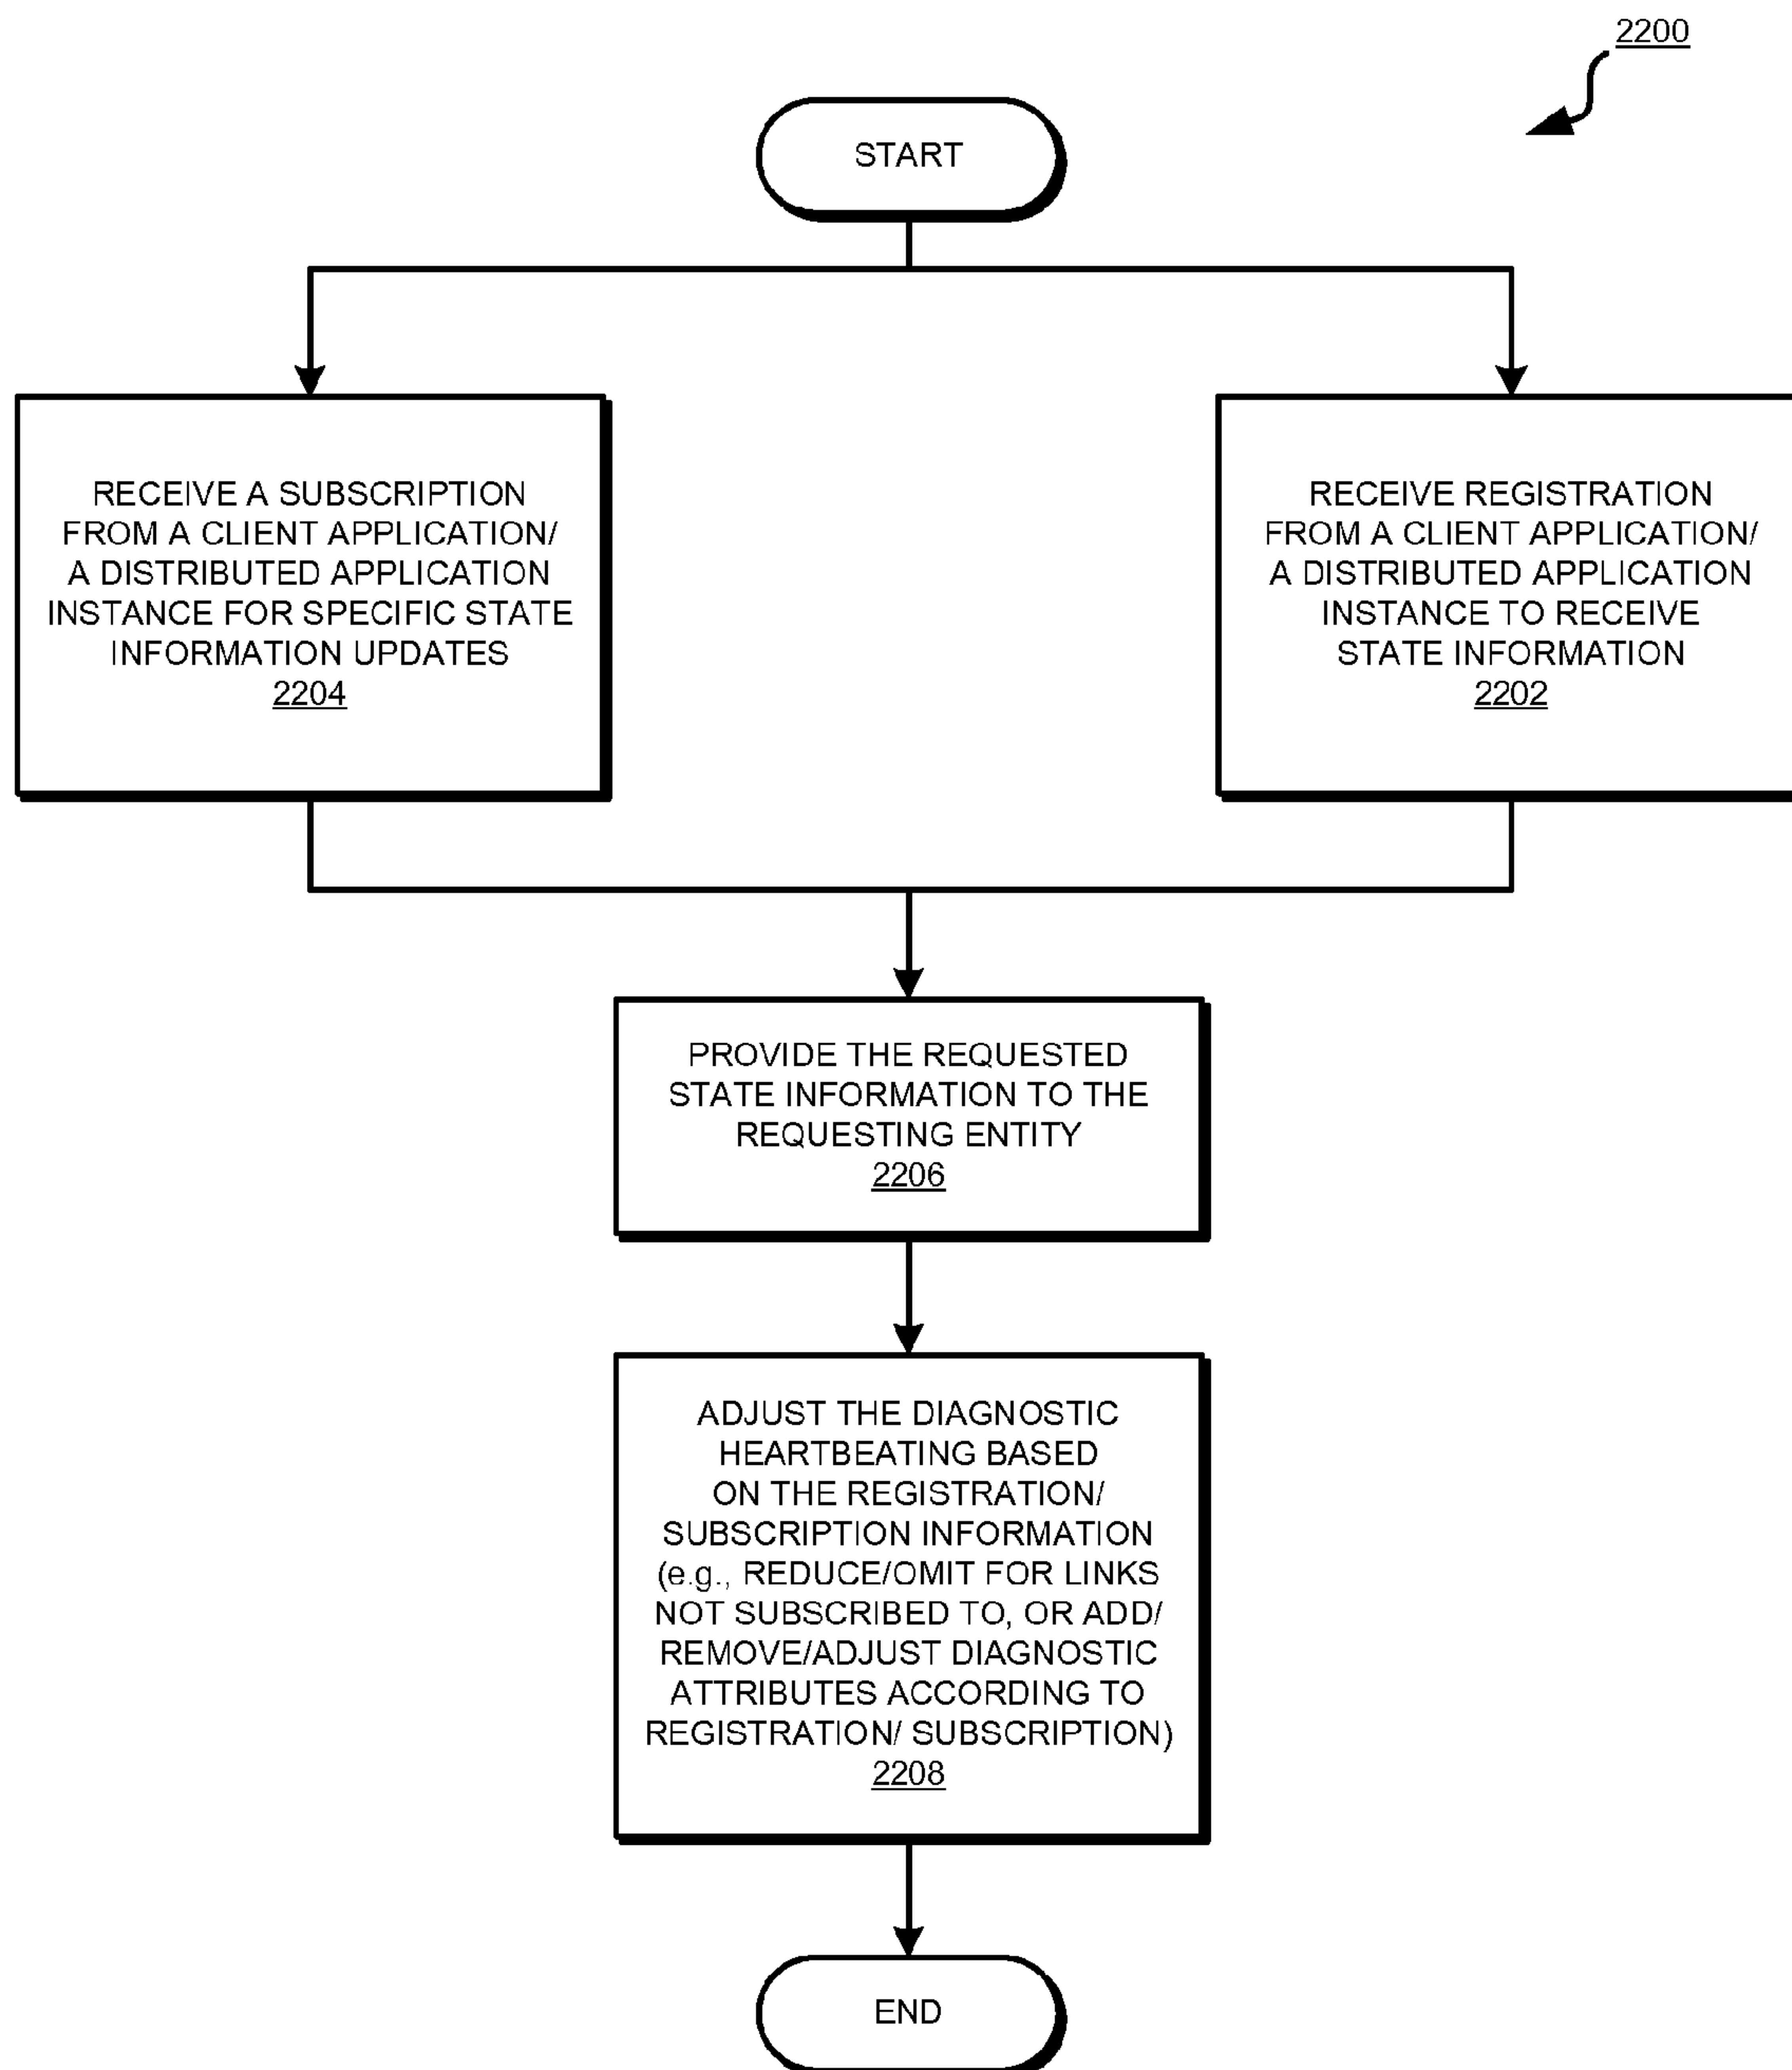 2200
START
RECEIVE A SUBSCRIPTION
FROM A CLIENT APPLICATION/
A DISTRIBUTED APPLICATION
INSTANCE FOR SPECIFIC STATE
INFORMATION UPDATES
2204
RECEIVE REGISTRATION
FROM A CLIENT APPLICATION/
A DISTRIBUTED APPLICATION
INSTANCE TO RECEIVE
STATE INFORMATION
2202
PROVIDE THE REQUESTED
STATE INFORMATION TO THE
REQUESTING ENTITY
2206
ADJUST THE DIAGNOSTIC
HEARTBEATING BASED
ON THE REGISTRATION/
SUBSCRIPTION INFORMATION
(e.g., REDUCE/OMIT FOR LINKS
NOT SUBSCRIBED TO, OR ADD/
REMOVE/ADJUST DIAGNOSTIC
ATTRIBUTES ACCORDING TO
REGISTRATION/ SUBSCRIPTION)
2208
END